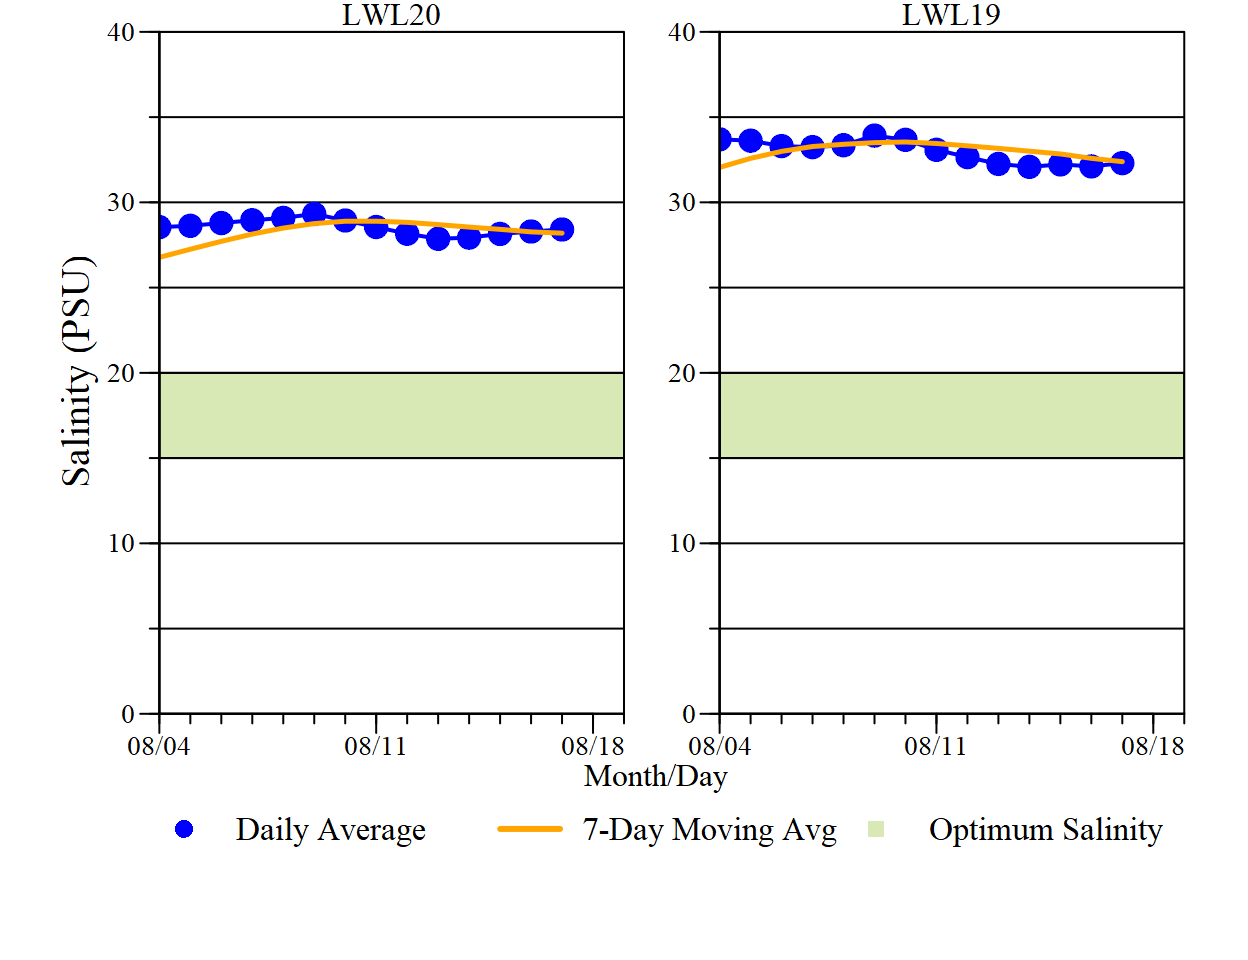 LWL20 LWL19
40 40
30 30
20 20
10 10
0 0
Salinity (PSU)
08/04 08/11 08/18 08/04 08/11 08/18
Month/Day
Daily Average 7-Day Moving Avg Optimum Salinity